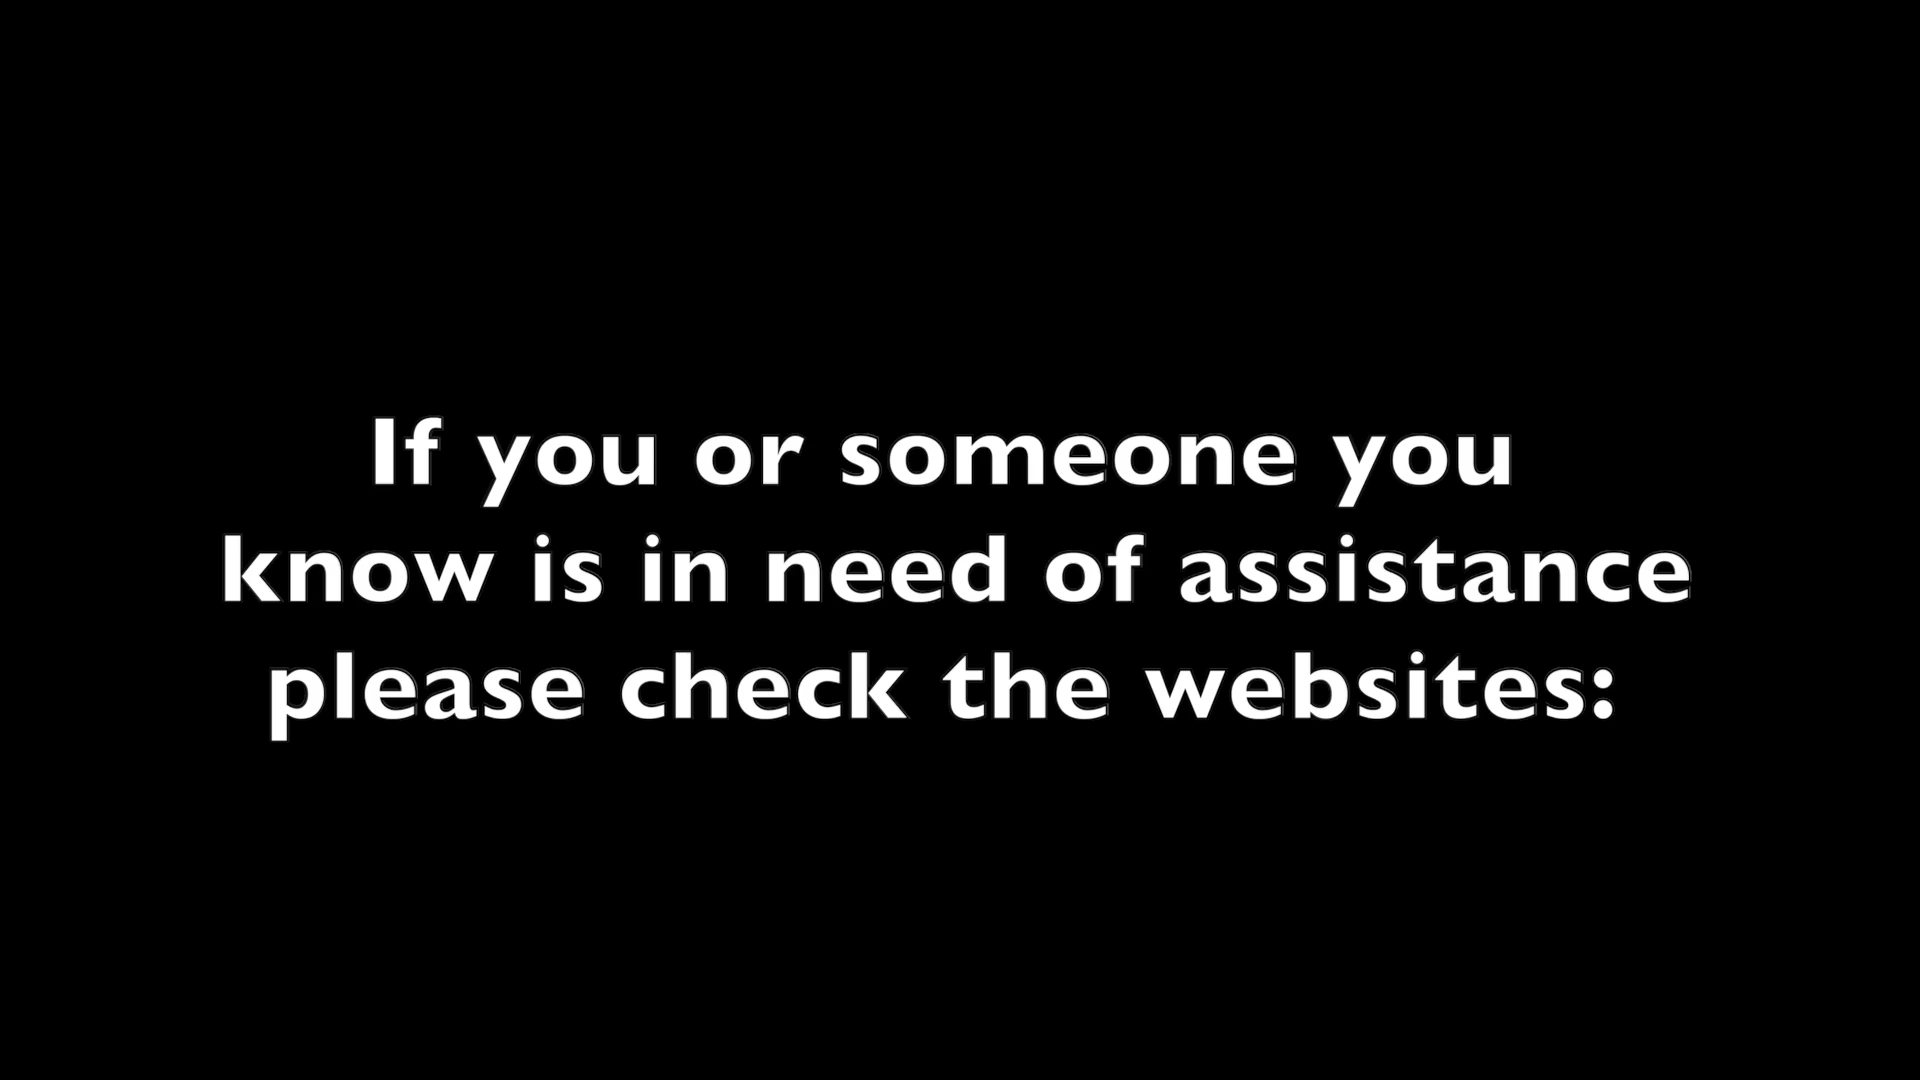 If you or someone you
know is in need of assistance
please check the websites: